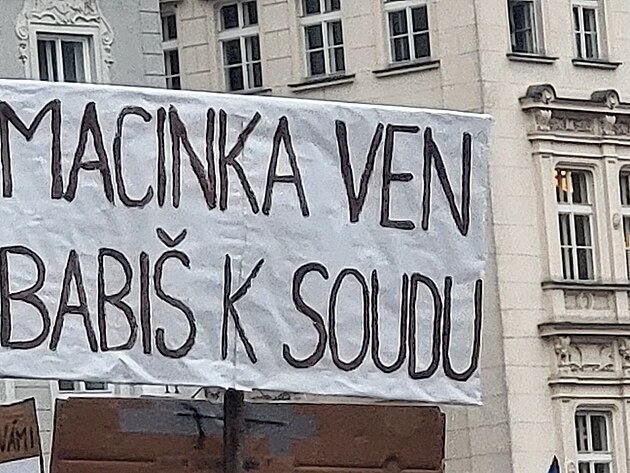 MACINKA VEN
BABIŠ K SOUDU